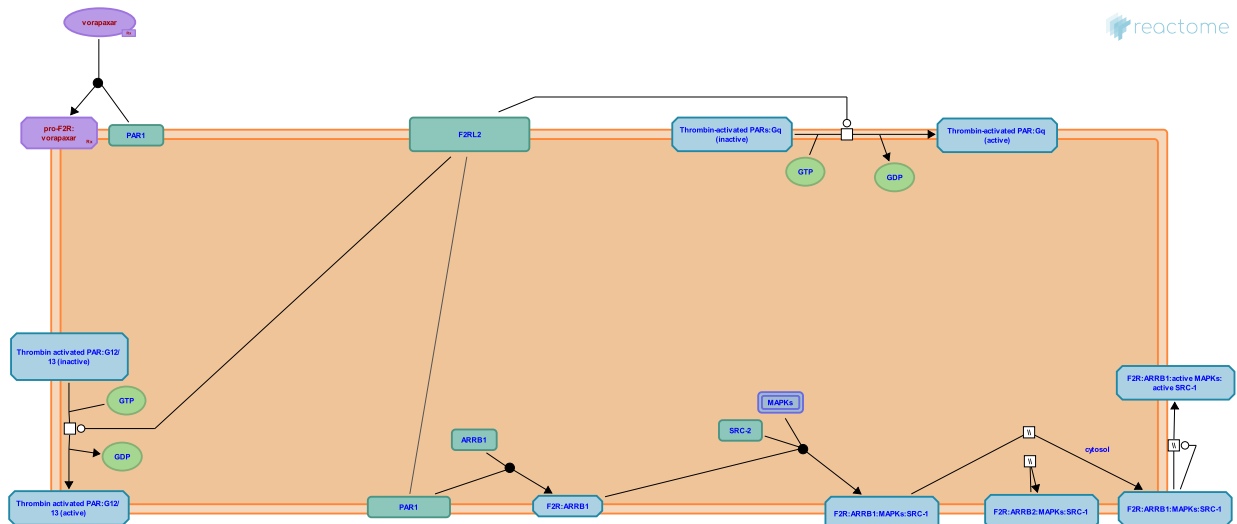 vorapaxar
Rx
reactome
pro-F2R:
vorapaxar
Rx
PAR1
F2RL2
Thrombin-activated PARs:Gq
(inactive)
Thrombin-activated PAR:Gq
(active)
GTP
GDP
Thrombin activated PAR:G12/
13 (inactive)
GTP
GDP
Thrombin activated PAR:G12/
13 (active)
ARRB1
PAR1
F2R:ARRB1
MAPKs
SRC-2
F2R:ARRB1:MAPKs:SRC-1
\\
\\
F2R:ARRB2:MAPKs:SRC-1
cytosol
F2R:ARRB1:active MAPKs:
active SRC-1
\\
F2R:ARRB1:MAPKs:SRC-1